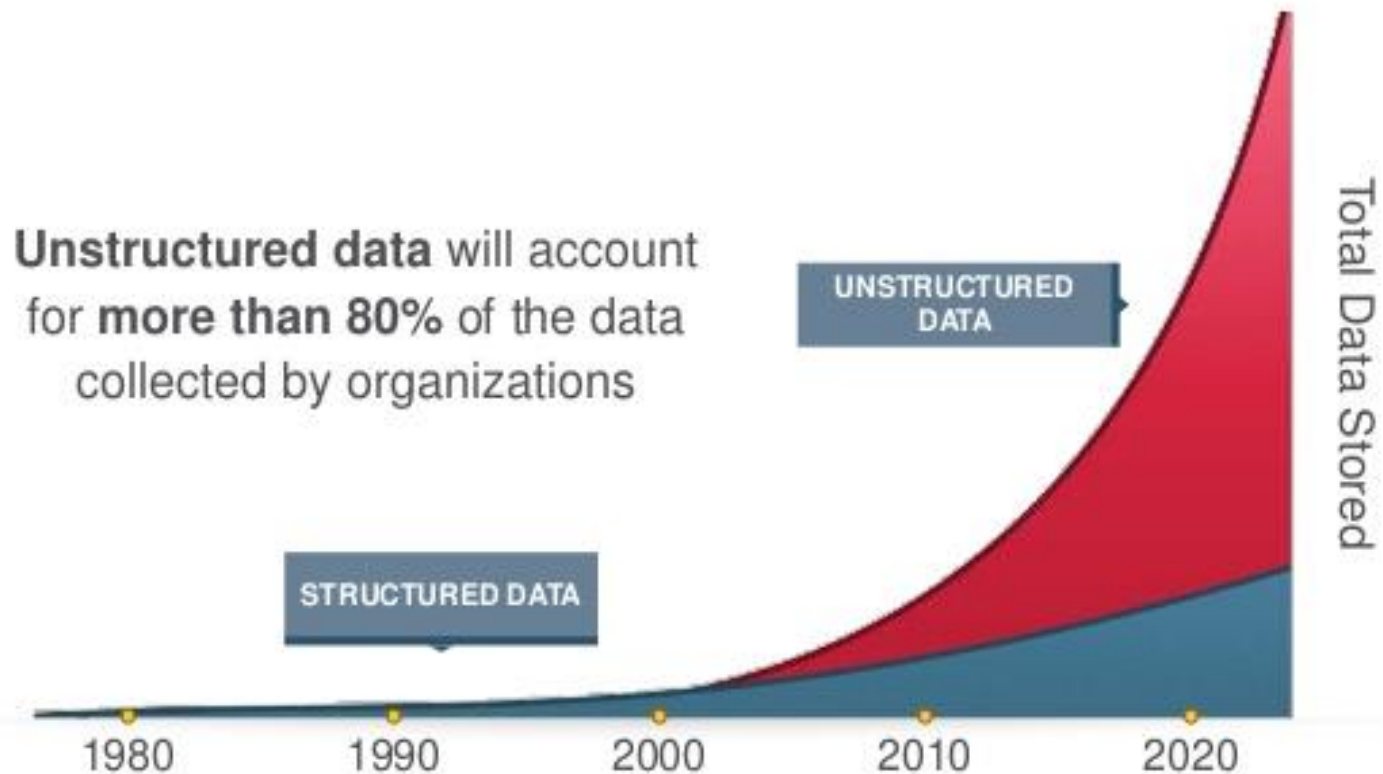 Unstructured data will account
for more than 80% of the data
collected by organizations
UNSTRUCTURED
DATA
STRUCTURED DATA
Total Data Stored
1980 1990 2000 2010 2020